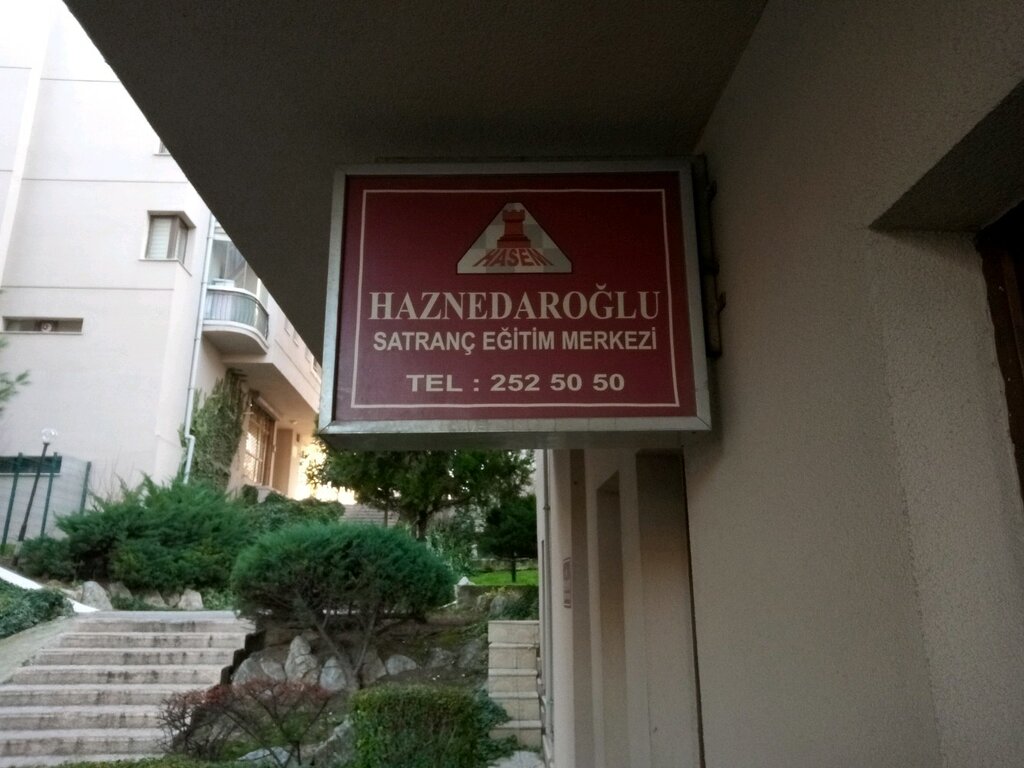 HASEM
HAZNEDAROĞLU
SATRANÇ EĞİTİM MERKEZİ
TEL : 252 50 50